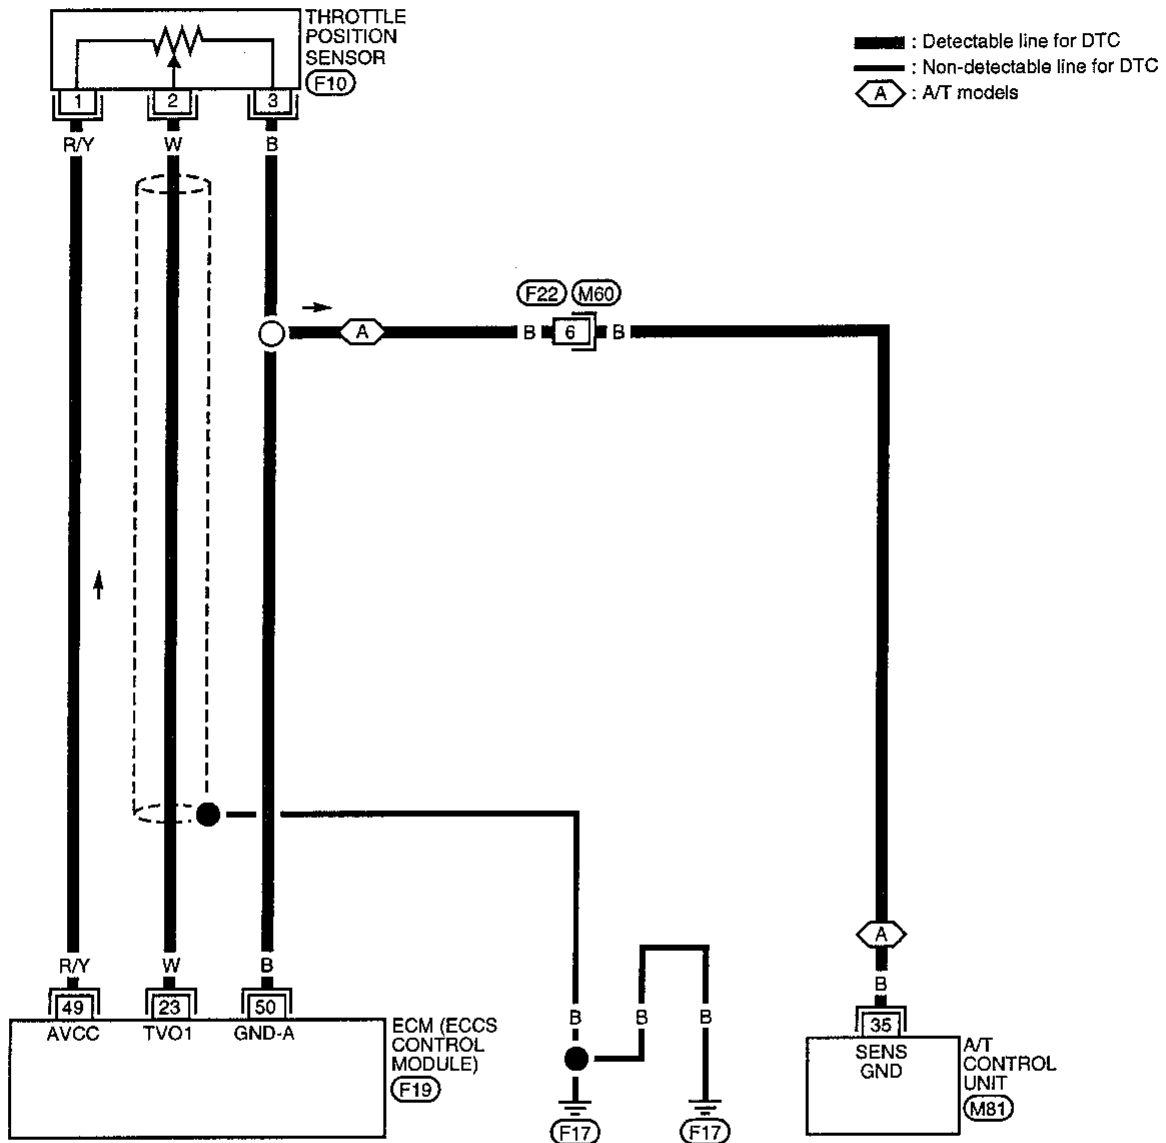 THROTTLE
POSITION
SENSOR
F10
1 2 3
R/Y W B
: Detectable line for DTC
: Non-detectable line for DTC
A : A/T models
F22 M60
A B 6 B
A
B
R/Y W B
49 23 50
AVCC TVO1 GND-A
ECM (ECCS
CONTROL
MODULE)
F19
B B B
F17 F17
35
SENS
GND
A/T
CONTROL
UNIT
M81